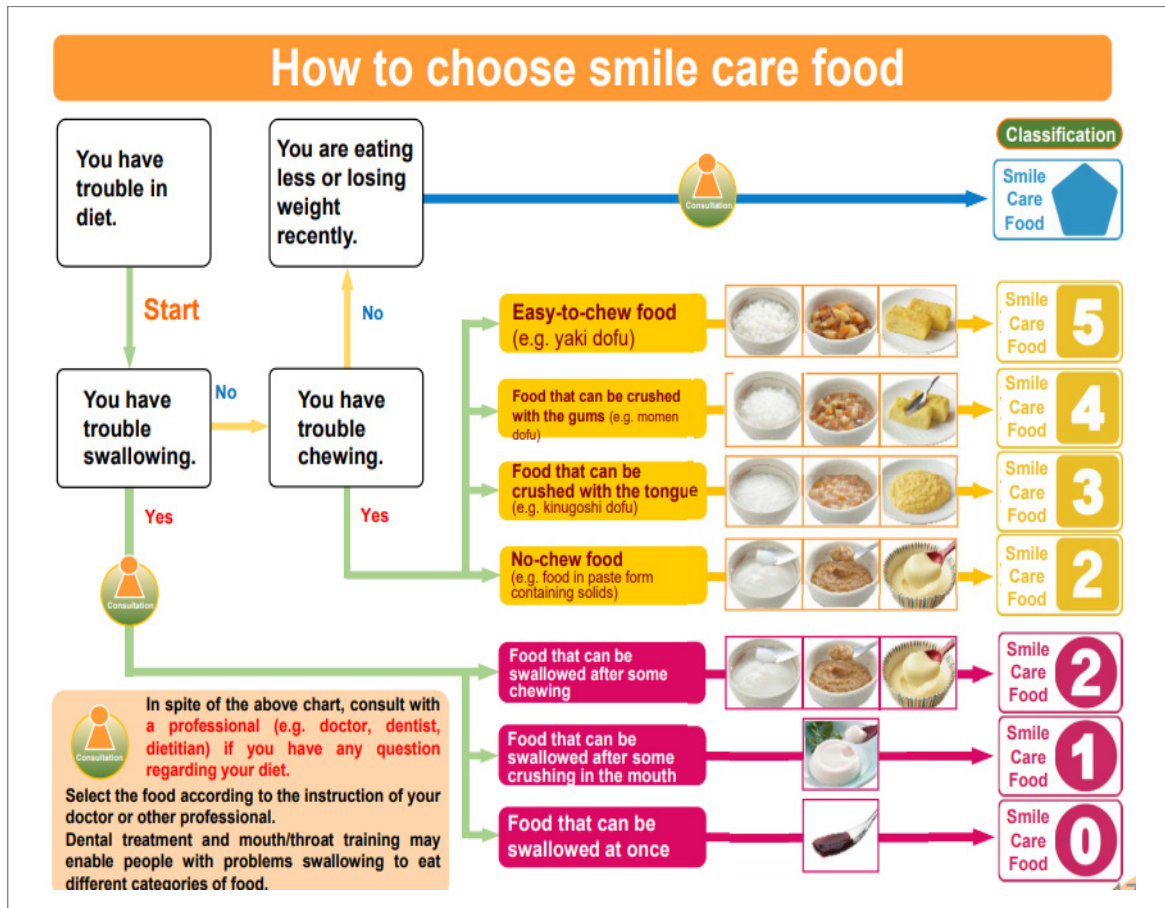 How to choose smile care food
You have
trouble in
diet.
You are eating
less or losing
weight
recently.
Consultation
Classification
Smile
Care
Food
Start
No
You have
trouble
swallowing.
No
You have
trouble
chewing.
Yes
Yes
Consultation
Easy-to-chew food
(e.g. yaki dofu)
Smile
Care
Food
5
Food that can be crushed
with the gums (e.g. momen
dofu)
Smile
Care
Food
4
Food that can be
crushed with the tongue
(e.g. kinugoshi dofu)
Smile
Care
Food
3
No-chew food
(e.g. food in paste form
containing solids)
Smile
Care
Food
2
Food that can be
swallowed after some
chewing
Smile
Care
Food
2
Food that can be
swallowed after some
crushing in the mouth
Smile
Care
Food
1
Food that can be
swallowed at once
Smile
Care
Food
0
Consultation
In spite of the above chart, consult with
a professional (e.g. doctor, dentist,
dietitian) if you have any question
regarding your diet.
Select the food according to the instruction of your
doctor or other professional.
Dental treatment and mouth/throat training may
enable people with problems swallowing to eat
different categories of food.